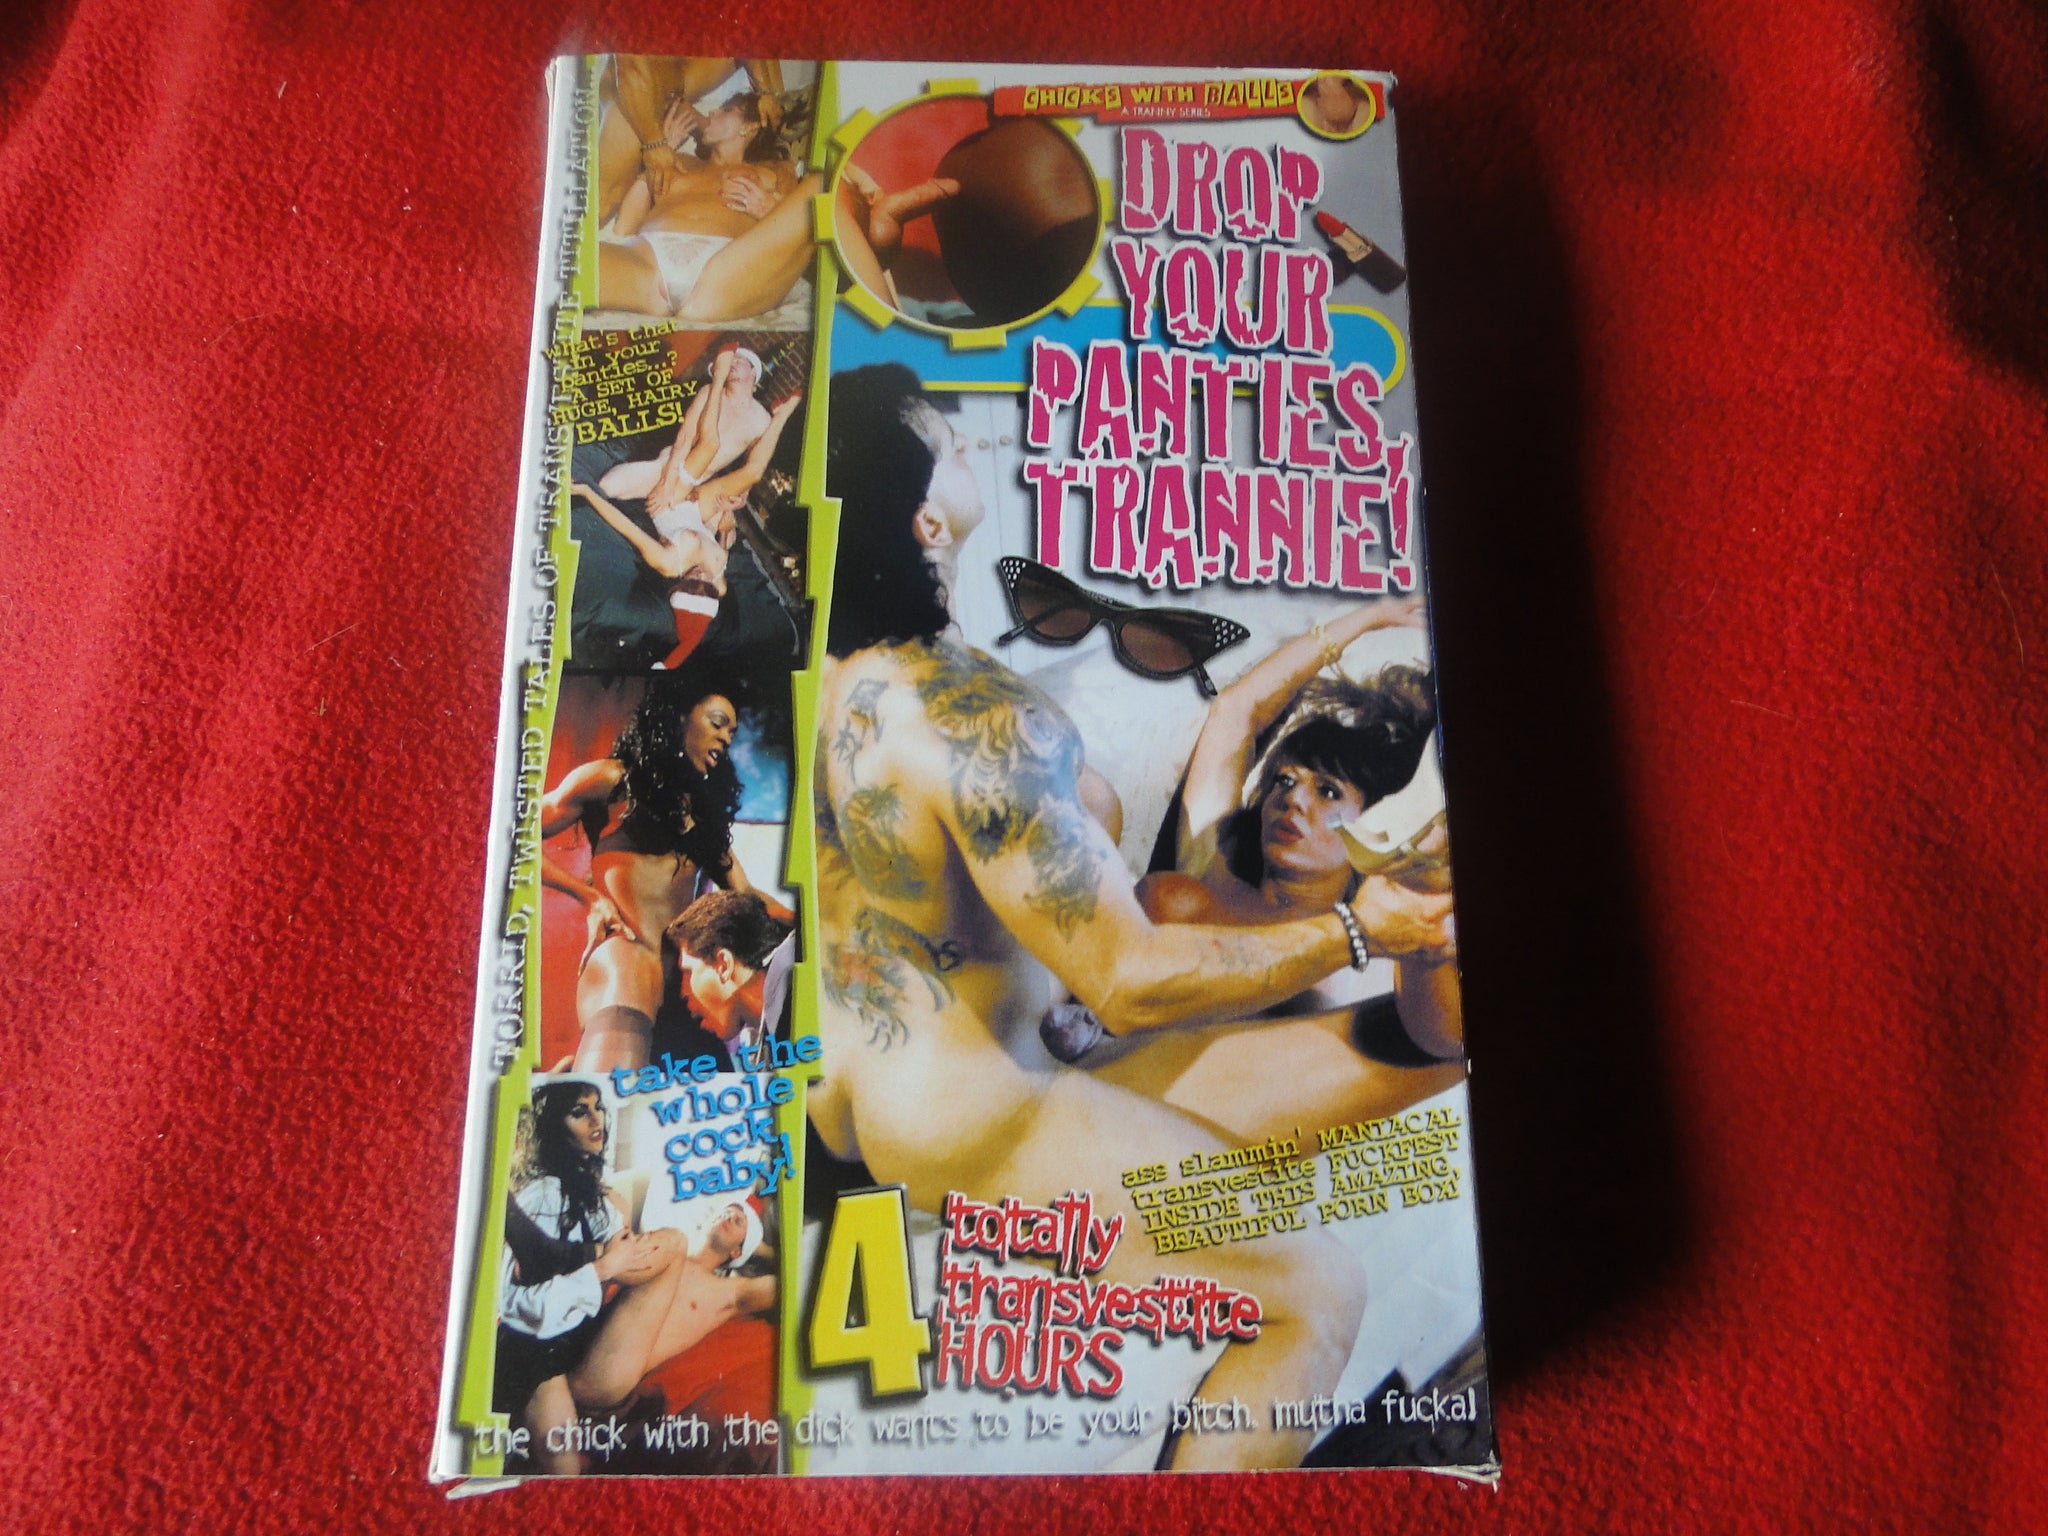 CHICKS WITH BALLS
A TRANNY SERIES
DROP
YOUR
PANTIES,
TRANNIE!
TORRID, TWISTED TALES OF TRANSVESTITE TITILLATION...
what's that
in your
panties...?
A SET OF
HUGE, HAIRY
BALLS!
take the
whole
cock,
baby!
ass slammin' MANIACAL
transvestite FUCKFEST
INSIDE THIS AMAZING,
BEAUTIFUL PORN BOX!
4
totally
transvestite
HOURS
the chick with the dick wants to be your bitch. mutha fucka!